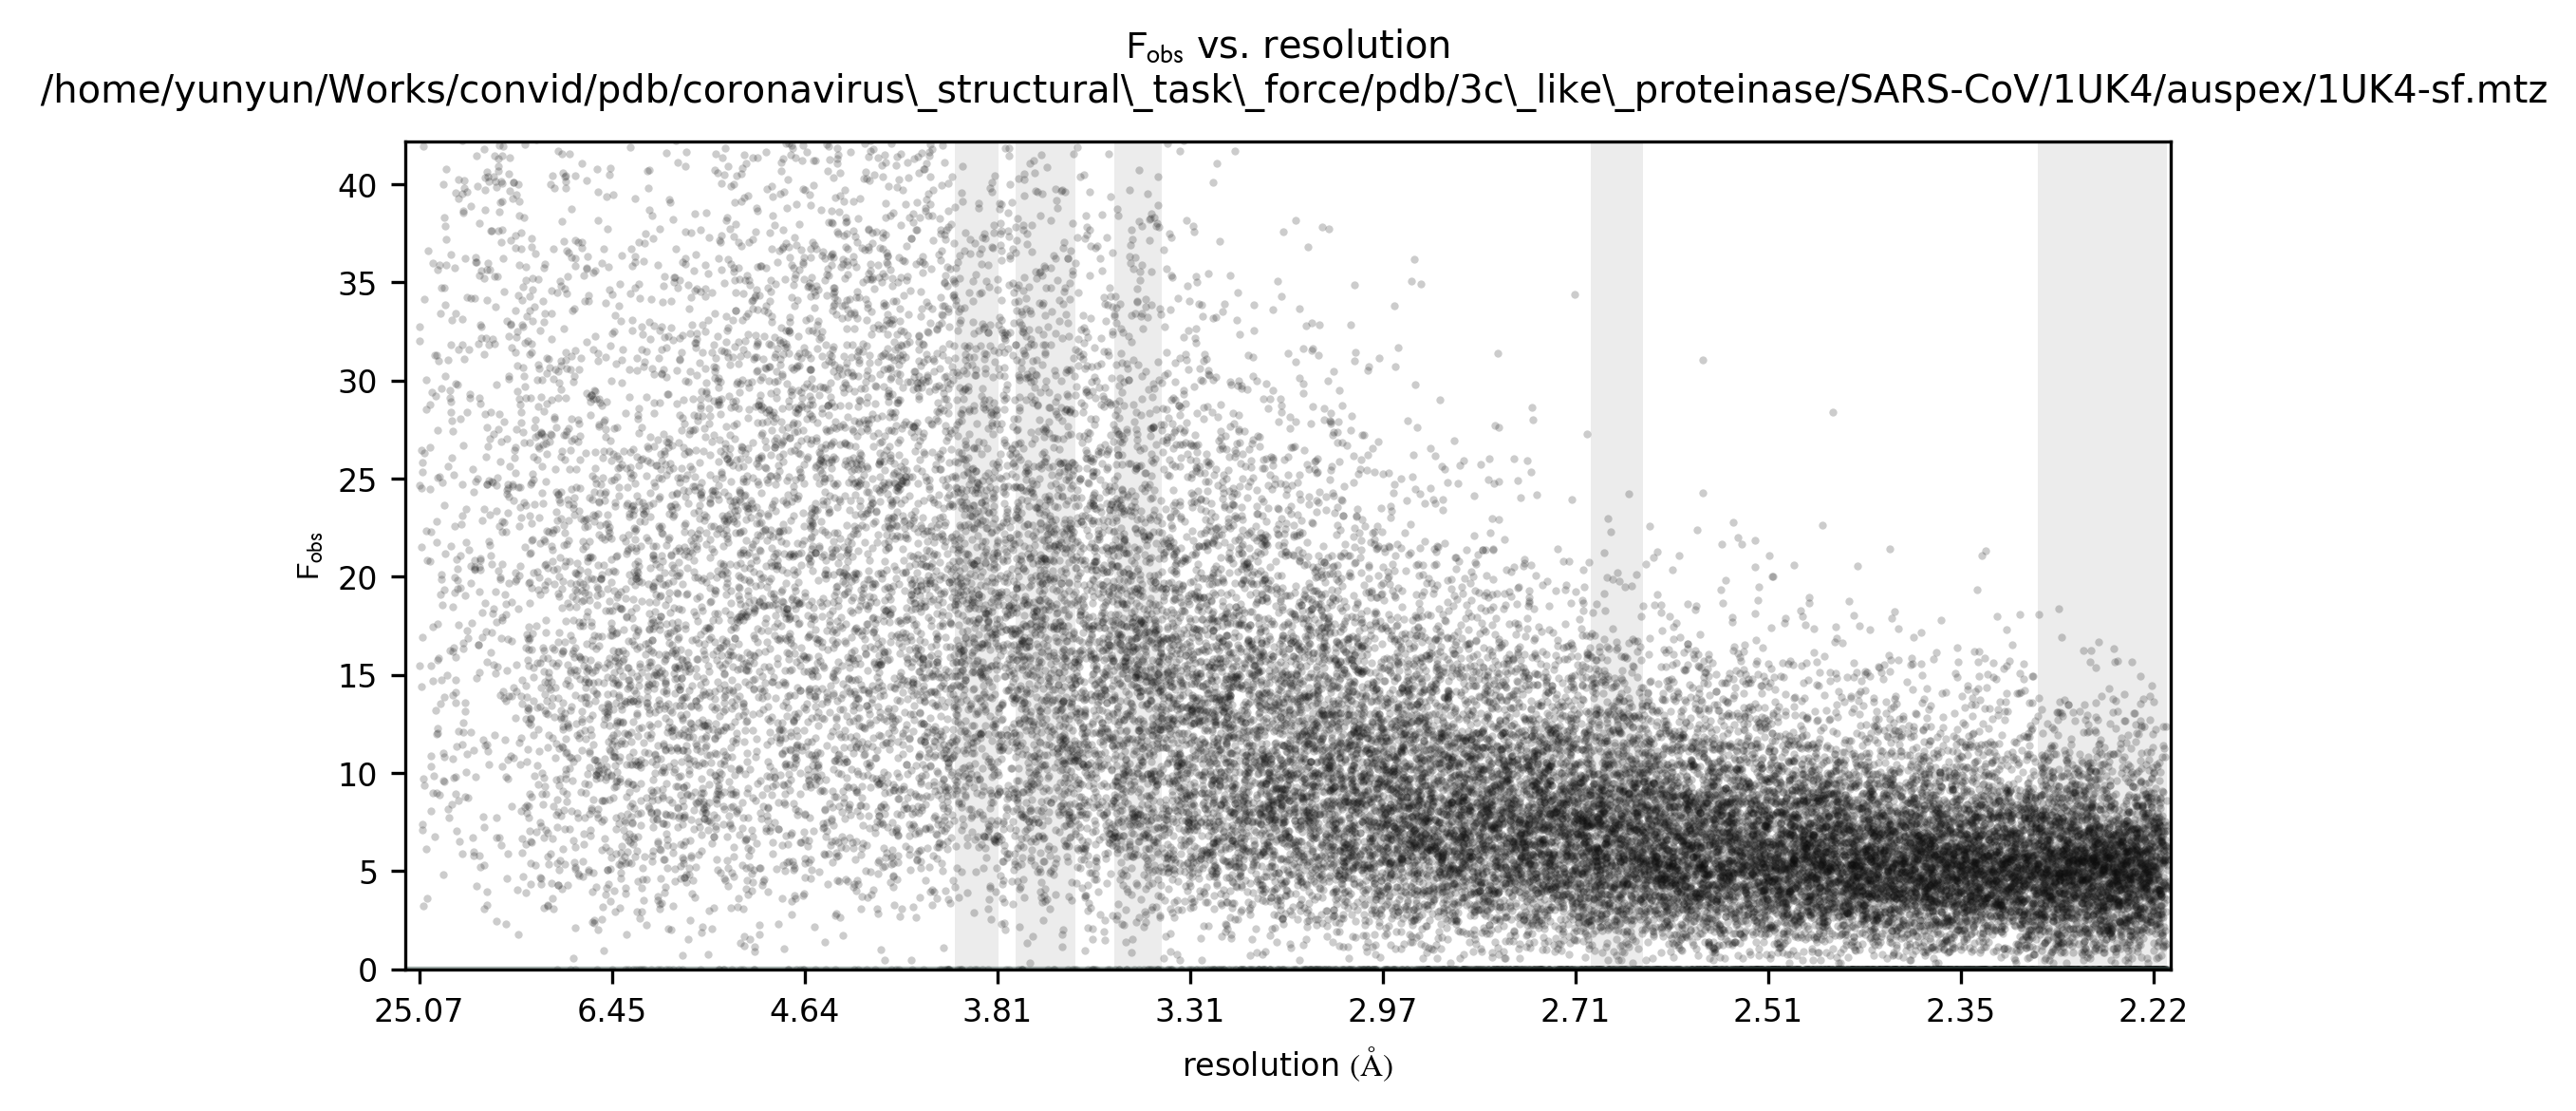 F_obs vs. resolution
/home/yunyun/Works/convid/pdb/coronavirus\_structural\_task\_force/pdb/3c\_like\_proteinase/SARS-CoV/1UK4/auspex/1UK4-sf.mtz
40
35
30
25
20
15
10
5
0
F_obs
25.07 6.45 4.64 3.81 3.31 2.97 2.71 2.51 2.35 2.22
resolution (Å)